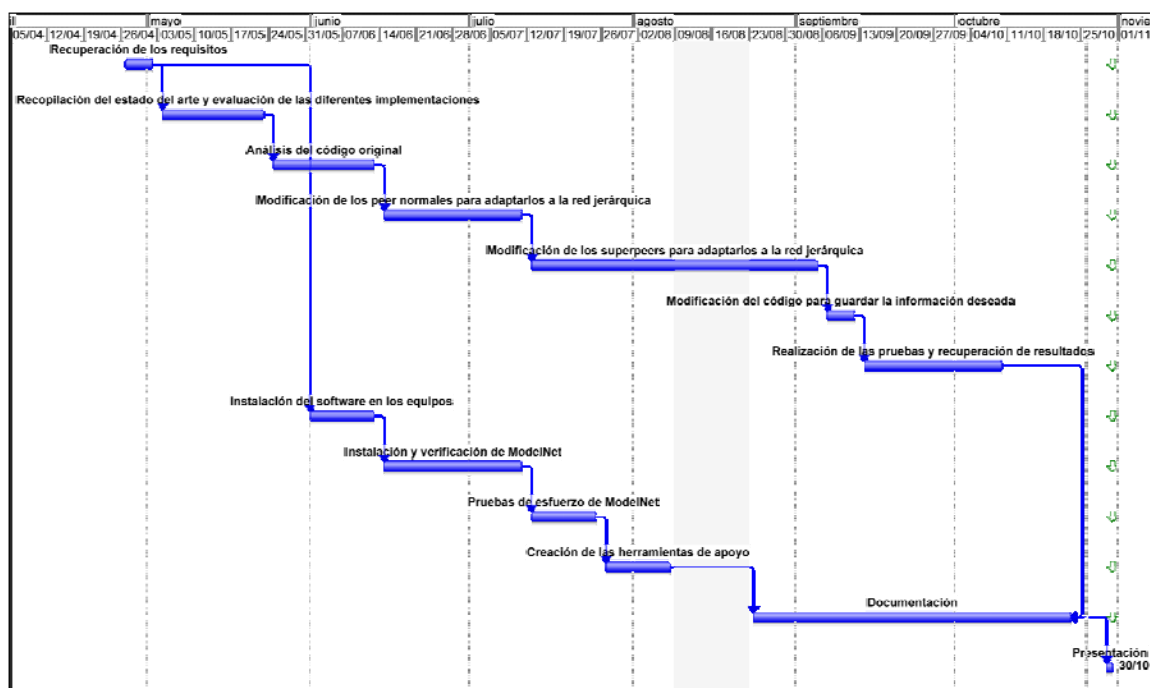 il mayo junio julio agosto septiembre octubre novie
05/04 12/04 19/04 26/04 03/05 10/05 17/05 24/05 31/05 07/06 14/06 21/06 28/06 05/07 12/07 19/07 26/07 02/08 09/08 16/08 23/08 30/08 06/09 13/09 20/09 27/09 04/10 11/10 18/10 25/10 01/11
Recuperación de los requisitos
Recopilación del estado del arte y evaluación de las diferentes implementaciones
Análisis del código original
Modificación de los peer normales para adaptarlos a la red jerárquica
Modificación de los superpeers para adaptarlos a la red jerárquica
Modificación del código para guardar la información deseada
Realización de las pruebas y recuperación de resultados
Instalación del software en los equipos
Instalación y verificación de ModelNet
Pruebas de esfuerzo de ModelNet
Creación de las herramientas de apoyo
Documentación
Presentación
30/10